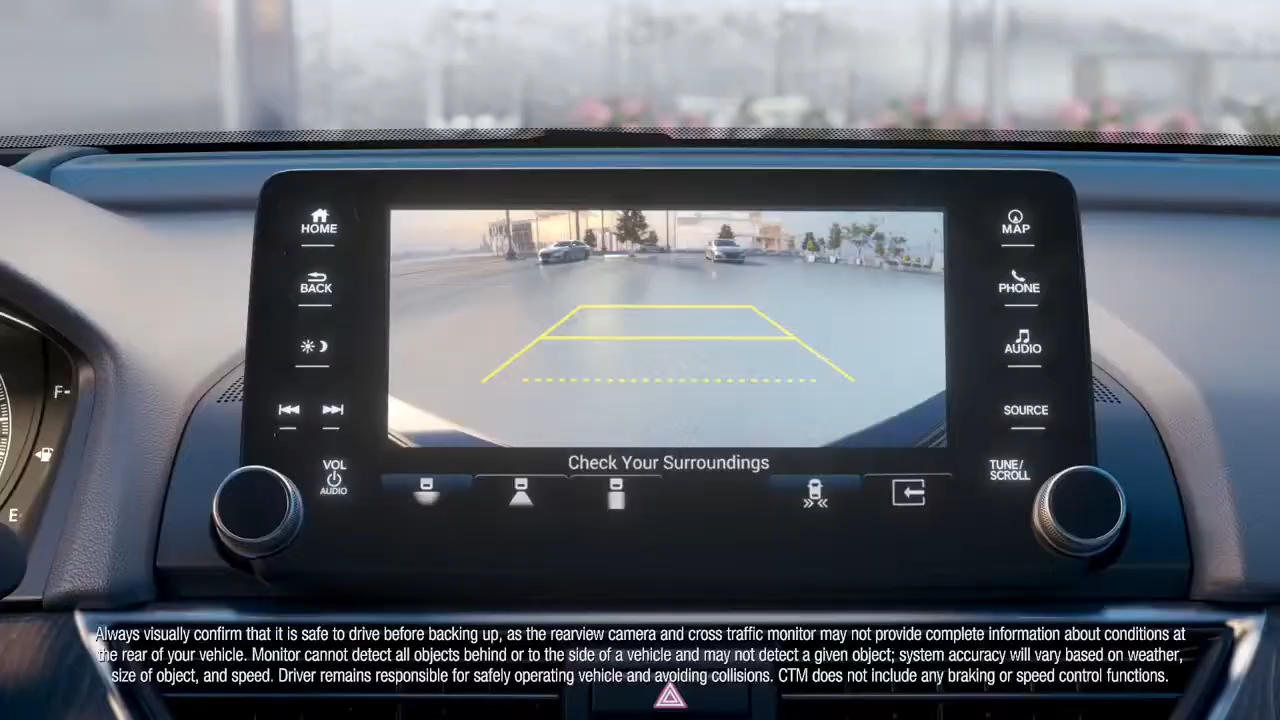 HOME
BACK
VOL
AUDIO
MAP
PHONE
AUDIO
SOURCE
TUNE/
SCROLL
F
E
Check Your Surroundings
Always visually confirm that it is safe to drive before backing up, as the rearview camera and cross traffic monitor may not provide complete information about conditions at
the rear of your vehicle. Monitor cannot detect all objects behind or to the side of a vehicle and may not detect a given object; system accuracy will vary based on weather,
size of object, and speed. Driver remains responsible for safely operating vehicle and avoiding collisions. CTM does not include any braking or speed control functions.